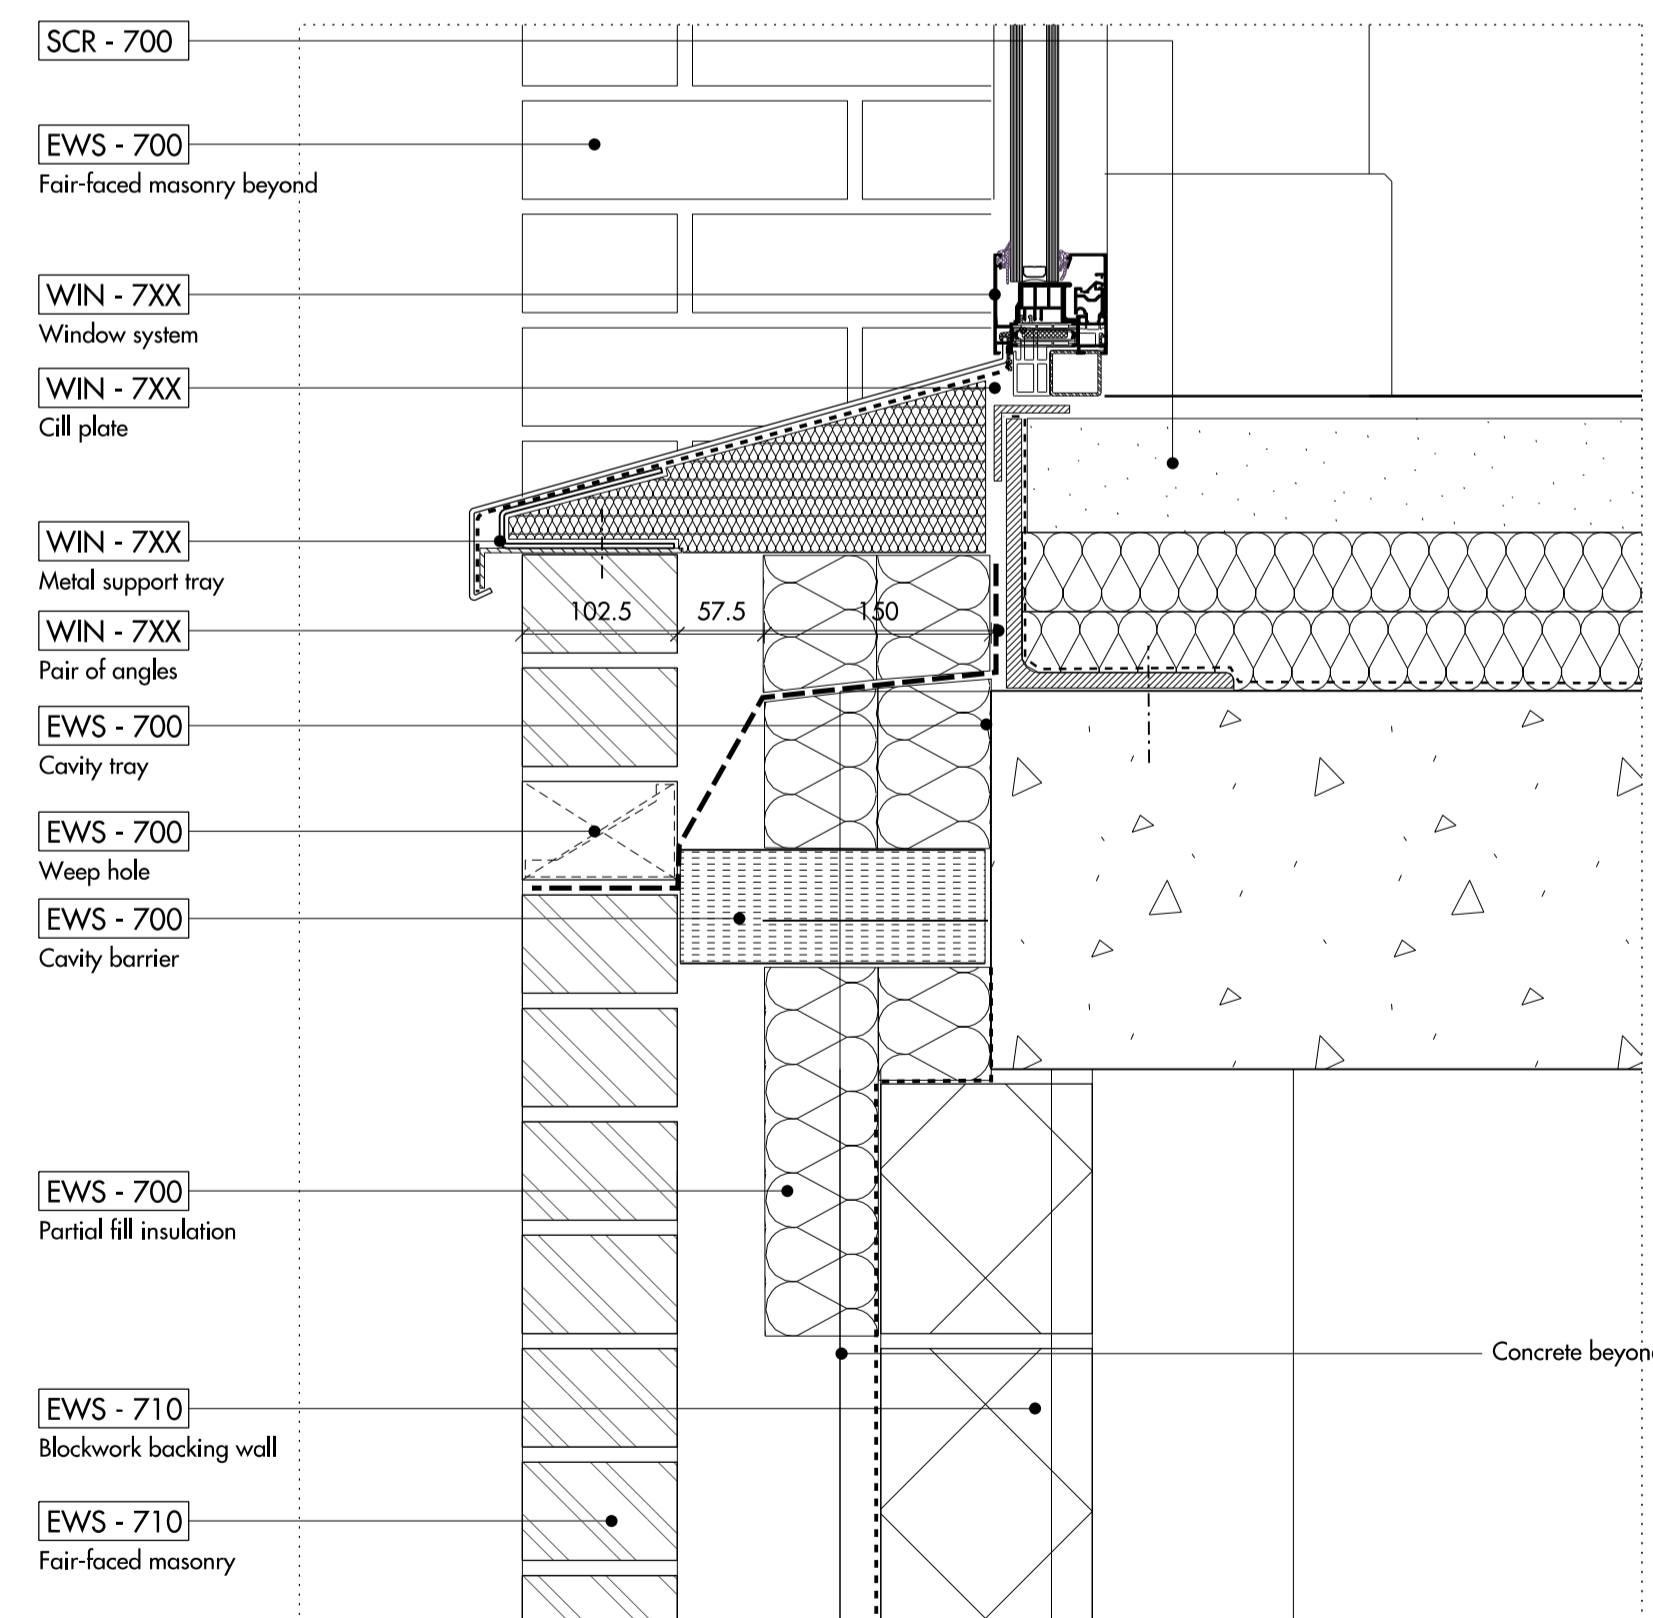 SCR - 700
EWS - 700
Fair-faced masonry beyond
WIN - 7XX
Window system
WIN - 7XX
Cill plate
WIN - 7XX
Metal support tray
102.5 57.5 150
WIN - 7XX
Pair of angles
EWS - 700
Cavity tray
EWS - 700
Weep hole
EWS - 700
Cavity barrier
EWS - 700
Partial fill insulation
Concrete beyon
EWS - 710
Blockwork backing wall
EWS - 710
Fair-faced masonry